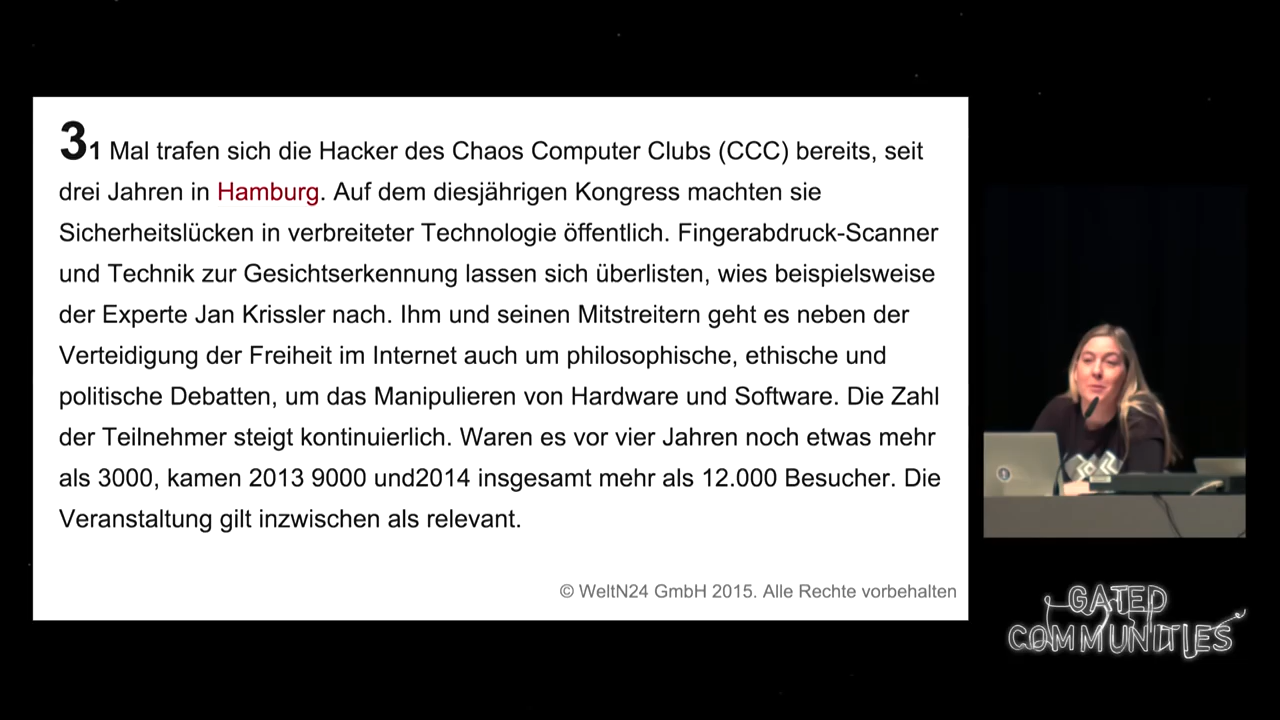 31 Mal trafen sich die Hacker des Chaos Computer Clubs (CCC) bereits, seit
drei Jahren in Hamburg. Auf dem diesjährigen Kongress machten sie
Sicherheitslücken in verbreiteter Technologie öffentlich. Fingerabdruck-Scanner
und Technik zur Gesichtserkennung lassen sich überlisten, wies beispielsweise
der Experte Jan Krissler nach. Ihm und seinen Mitstreitern geht es neben der
Verteidigung der Freiheit im Internet auch um philosophische, ethische und
politische Debatten, um das Manipulieren von Hardware und Software. Die Zahl
der Teilnehmer steigt kontinuierlich. Waren es vor vier Jahren noch etwas mehr
als 3000, kamen 2013 9000 und2014 insgesamt mehr als 12.000 Besucher. Die
Veranstaltung gilt inzwischen als relevant.
© WeltN24 GmbH 2015. Alle Rechte vorbehalten
GATED
COMMUNITIES